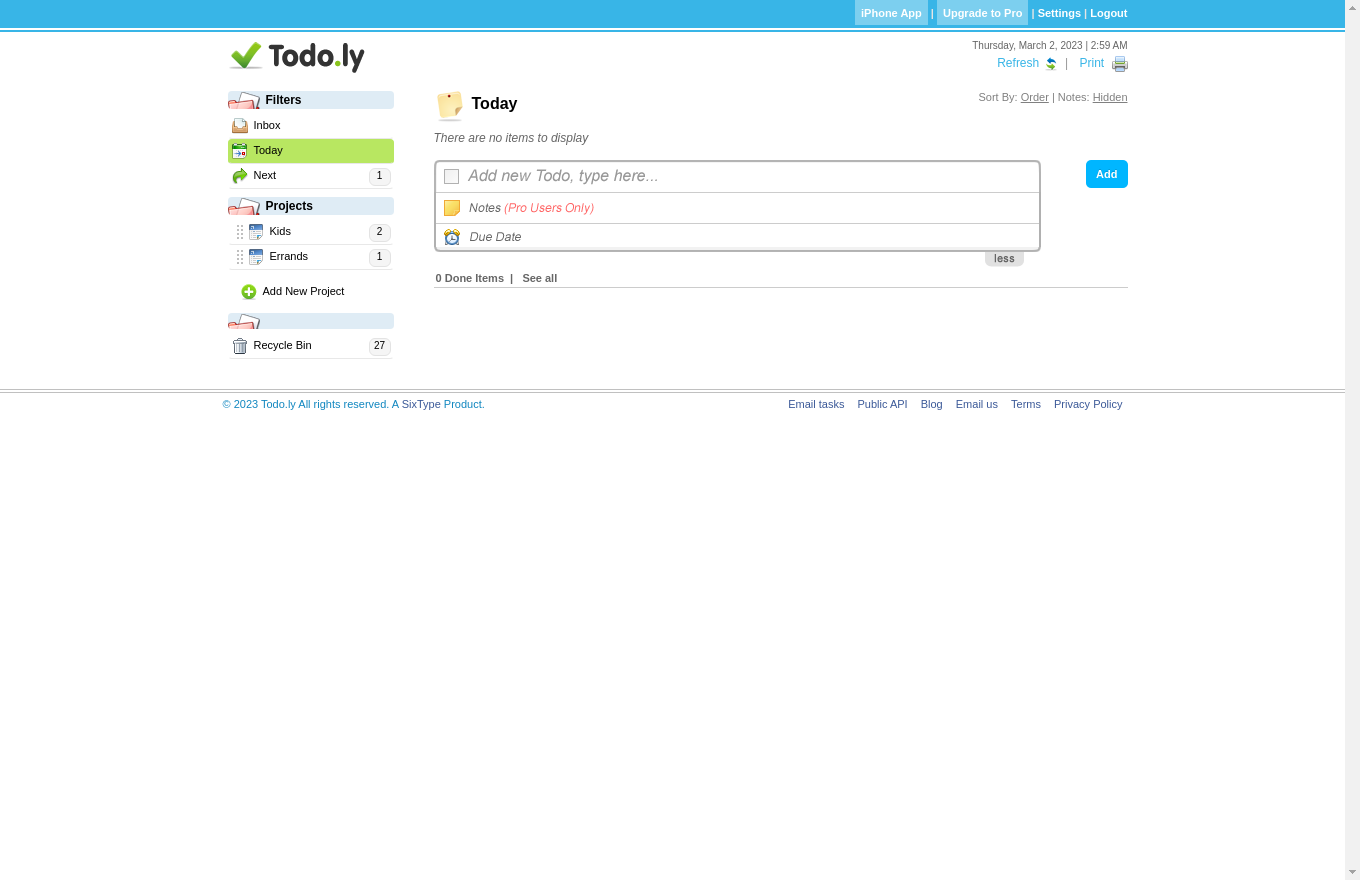 iPhone App | Upgrade to Pro | Settings | Logout
Todo.ly
Thursday, March 2, 2023 | 2:59 AM
Refresh | Print
Filters
Inbox
Today
Next 1
Projects
Kids 2
Errands 1
Add New Project
Recycle Bin 27
Today
Sort By: Order | Notes: Hidden
There are no items to display
Add new Todo, type here...
Add
Notes (Pro Users Only)
Due Date
less
0 Done Items | See all
© 2023 Todo.ly All rights reserved. A SixType Product.
Email tasks Public API Blog Email us Terms Privacy Policy